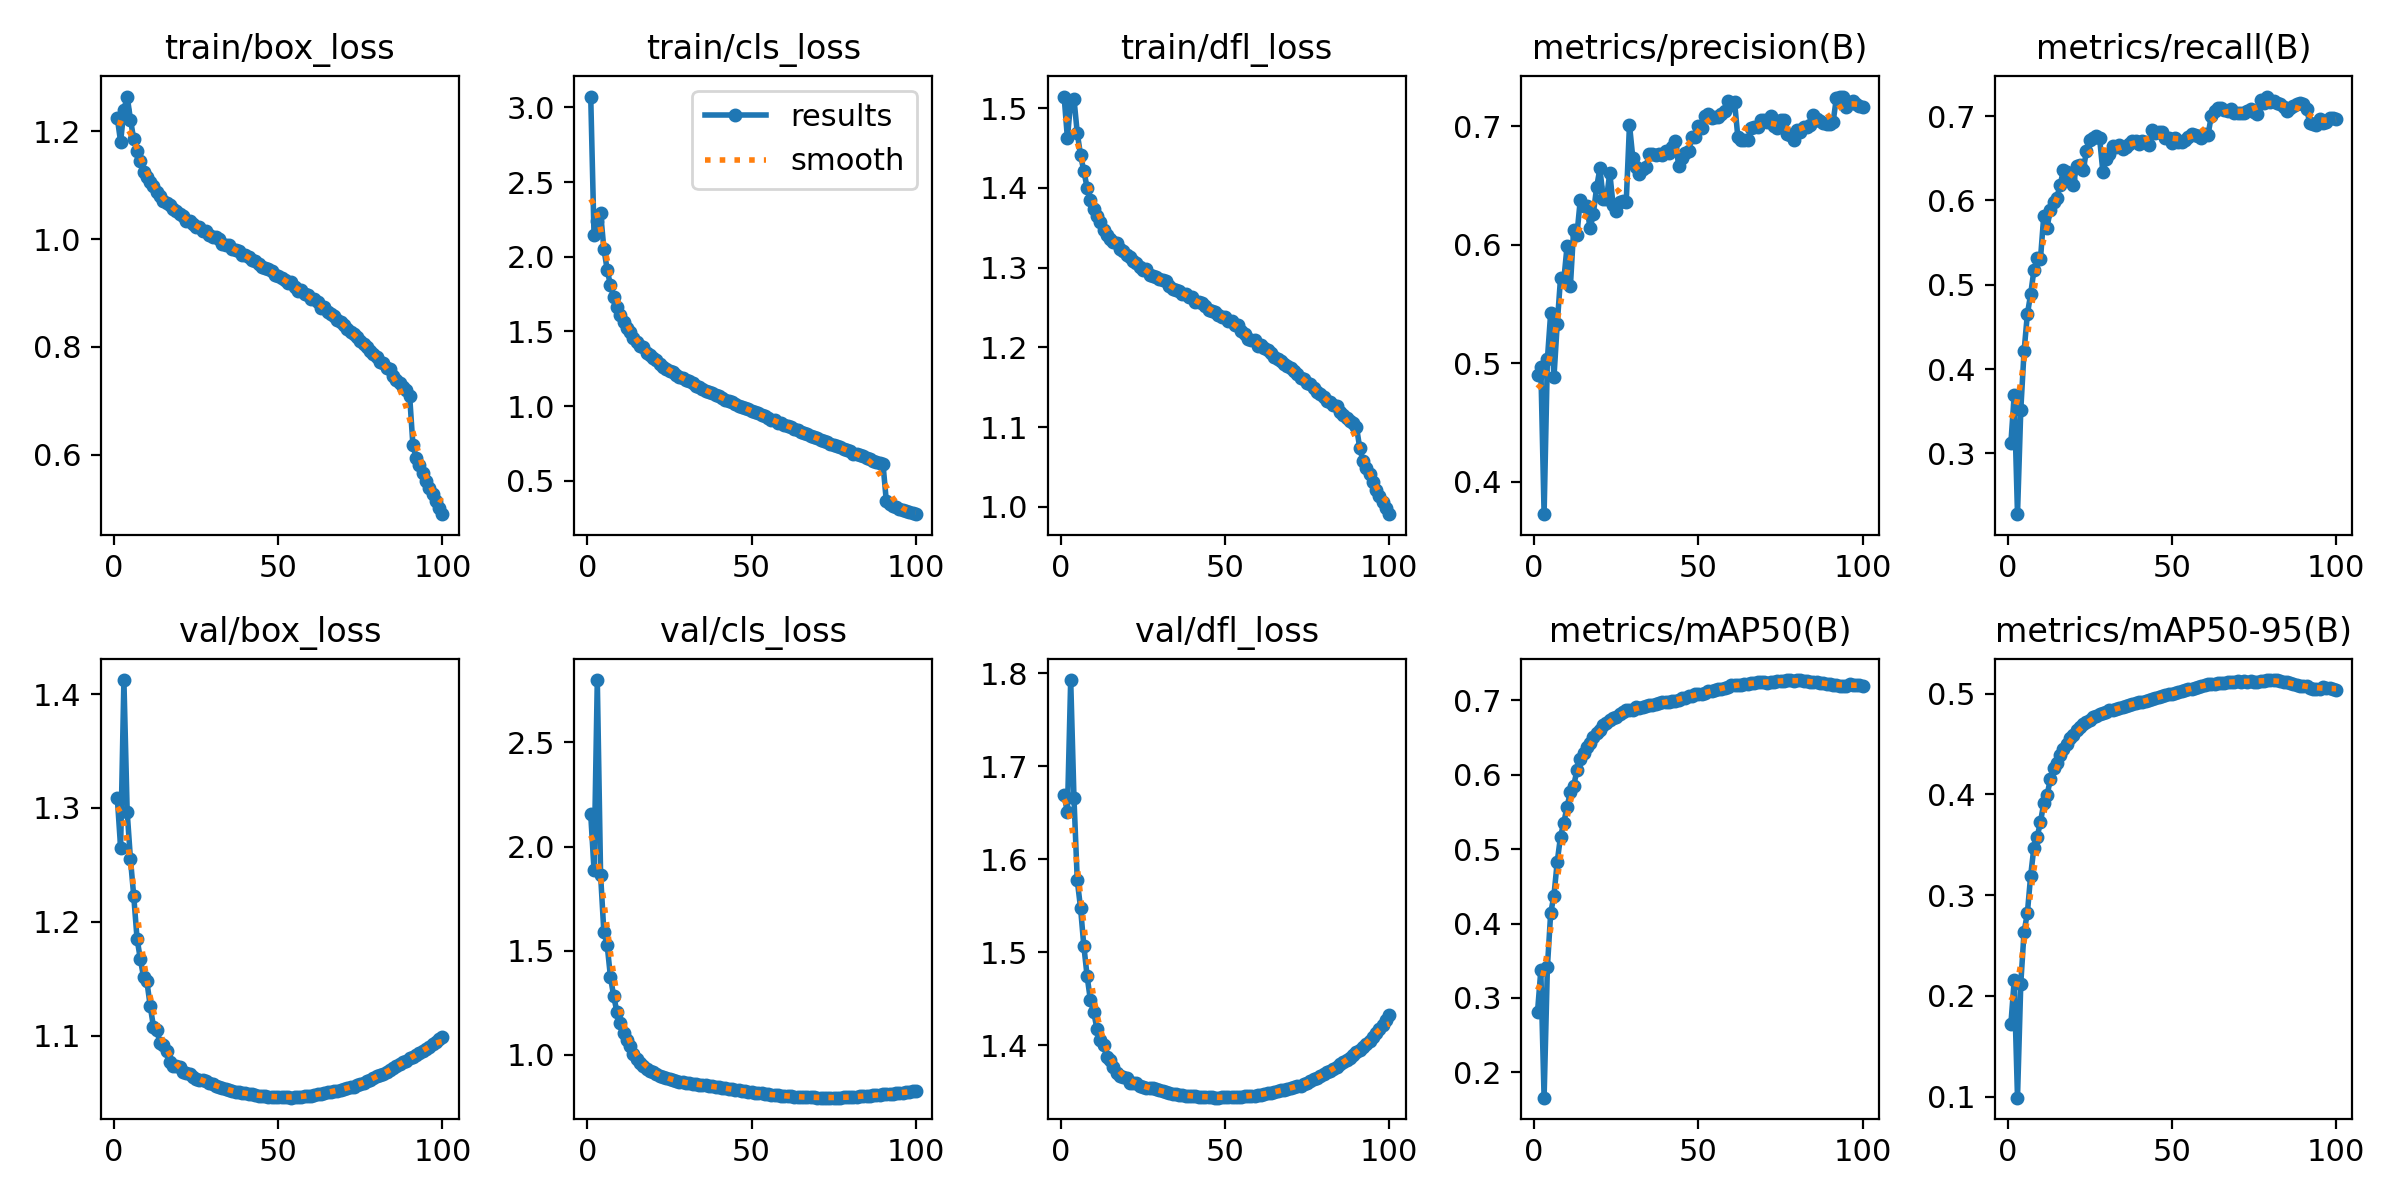 train/box_loss
train/cls_loss
train/dfl_loss
metrics/precision(B)
metrics/recall(B)
1.2
1.0
0.8
0.6
0 50 100
3.0
2.5
2.0
1.5
1.0
0.5
results
smooth
0 50 100
1.5
1.4
1.3
1.2
1.1
1.0
0 50 100
0.7
0.6
0.5
0.4
0 50 100
0.7
0.6
0.5
0.4
0.3
0 50 100
val/box_loss
val/cls_loss
val/dfl_loss
metrics/mAP50(B)
metrics/mAP50-95(B)
1.4
1.3
1.2
1.1
0 50 100
2.5
2.0
1.5
1.0
0 50 100
1.8
1.7
1.6
1.5
1.4
0 50 100
0.7
0.6
0.5
0.4
0.3
0.2
0 50 100
0.5
0.4
0.3
0.2
0.1
0 50 100